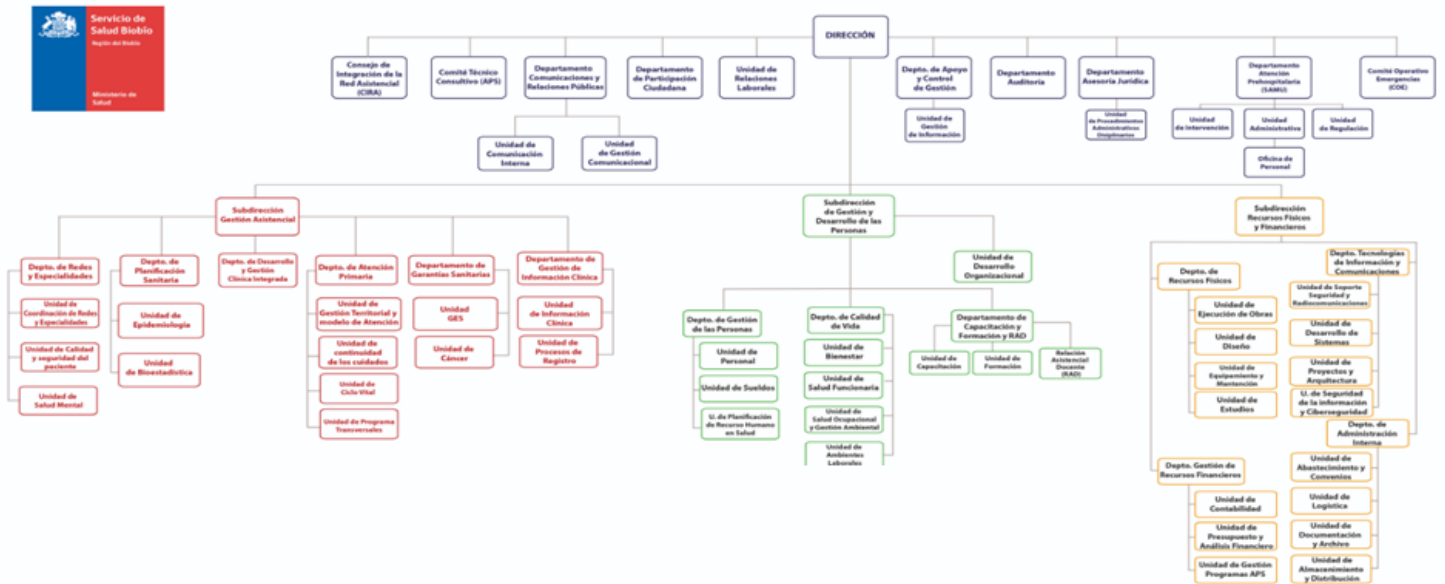 Servicio de
Salud Biobío
Región del Biobío
Ministerio de
Salud
DIRECCIÓN
Consejo de
Integración de la
Red Asistencial
(CIRA)
Comité Técnico
Consultivo (APS)
Departamento
Comunicaciones y
Relaciones Públicas
Departamento
de Participación
Ciudadana
Unidad de
Relaciones
Laborales
Depto. de Apoyo
y Control
de Gestión
Departamento
Auditoría
Departamento
Asesoría Jurídica
Departamento
Atención
Prehospitalaria
(SAMU)
Comité Operativo
Emergencias
(COE)
Unidad de
Comunicación
Interna
Unidad
de Gestión
Comunicacional
Unidad de
Gestión
de Información
Unidad
de Procedimientos
Administrativos
Disiplinarios
Unidad
de Intervención
Unidad
Administrativa
Unidad
de Regulación
Oficina de
Personal
Subdirección
Gestión Asistencial
Depto. de Redes
y Especialidades
Unidad de
Coordinación de Redes
y Especialidades
Unidad de Calidad
y seguridad del
paciente
Unidad de
Salud Mental
Depto. de
Planificación
Sanitaria
Unidad de
Epidemiología
Unidad
de Bioestadística
Depto. de Desarrollo
y Gestión
Clínica Integrada
Depto. de Atención
Primaria
Unidad de
Gestión Territorial y
modelo de Atención
Unidad de
continuidad
de los cuidados
Unidad de
Ciclo Vital
Unidad de Programa
Transversales
Departamento
de Garantías Sanitarias
Unidad
GES
Unidad de
Cáncer
Departamento de
Gestión de
Información Clínica
Unidad
de Información
Clínica
Unidad de
Procesos de
Registro
Subdirección
de Gestión y
Desarrollo de las
Personas
Unidad de
Desarrollo
Organizacional
Depto. de Gestión
de las Personas
Unidad de
Personal
Unidad de Sueldos
U. de Planificación
de Recurso Humano
en Salud
Depto. de Calidad
de Vida
Unidad de
Bienestar
Unidad de
Salud Funcionaria
Unidad de
Salud Ocupacional
y Gestión Ambiental
Unidad de
Ambientes
Laborales
Departamento de
Capacitación y
Formación y RAD
Unidad de
Capacitación
Unidad de
Formación
Relación
Asistencial
Docente
(RAD)
Subdirección
Recursos Físicos
y Financieros
Depto. de
Recursos Físicos
Unidad de
Ejecución de Obras
Unidad de
Diseño
Unidad de
Equipamiento y
Mantención
Unidad de
Estudios
Depto. Gestión de
Recursos Financieros
Unidad de
Contabilidad
Unidad de
Presupuesto y
Análisis Financiero
Unidad de Gestión
Programas APS
Depto. Tecnologías
de Información y
Comunicaciones
Unidad de Soporte
Seguridad y
Radiocomunicaciones
Unidad de
Desarrollo de
Sistemas
Unidad de
Proyectos y
Arquitectura
U. de Seguridad
de la información
y Ciberseguridad
Depto. de
Administración
Interna
Unidad de
Abastecimiento y
Convenios
Unidad de
Logística
Unidad de
Documentación
y Archivo
Unidad de
Almacenamiento
y Distribución